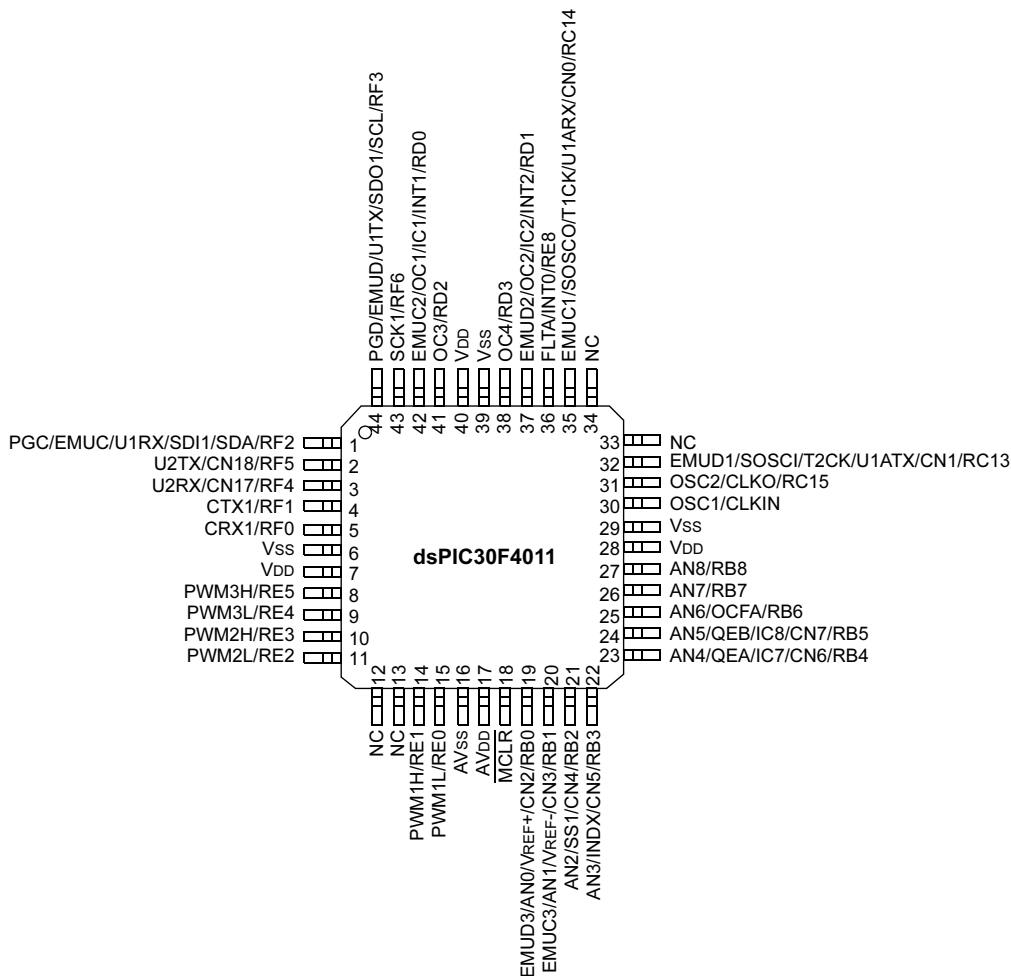 PGD/EMUD/U1TX/SDO1/SCL/RF3
SCK1/RF6
EMUC2/OC1/IC1/INT1/RD0
OC3/RD2
VDD
VSS
OC4/RD3
EMUD2/OC2/IC2/INT2/RD1
FLTA/INT0/RE8
EMUC1/SOSCO/T1CK/U1ARX/CN0/RC14
NC
44
43
42
41
40
39
38
37
36
35
34
PGC/EMUC/U1RX/SDI1/SDA/RF2 1
U2TX/CN18/RF5 2
U2RX/CN17/RF4 3
CTX1/RF1 4
CRX1/RF0 5
VSS 6
VDD 7
PWM3H/RE5 8
PWM3L/RE4 9
PWM2H/RE3 10
PWM2L/RE2 11
dsPIC30F4011
33 NC
32 EMUD1/SOSCI/T2CK/U1ATX/CN1/RC13
31 OSC2/CLKO/RC15
30 OSC1/CLKIN
29 VSS
28 VDD
27 AN8/RB8
26 AN7/RB7
25 AN6/OCFA/RB6
24 AN5/QEB/IC8/CN7/RB5
23 AN4/QEA/IC7/CN6/RB4
12
13
14
15
16
17
18
19
20
21
22
NC
NC
PWM1H/RE1
PWM1L/RE0
AVSS
AVDD
MCLR
EMUD3/AN0/VREF+/CN2/RB0
EMUC3/AN1/VREF-/CN3/RB1
AN2/SS1/CN4/RB2
AN3/INDX/CN5/RB3